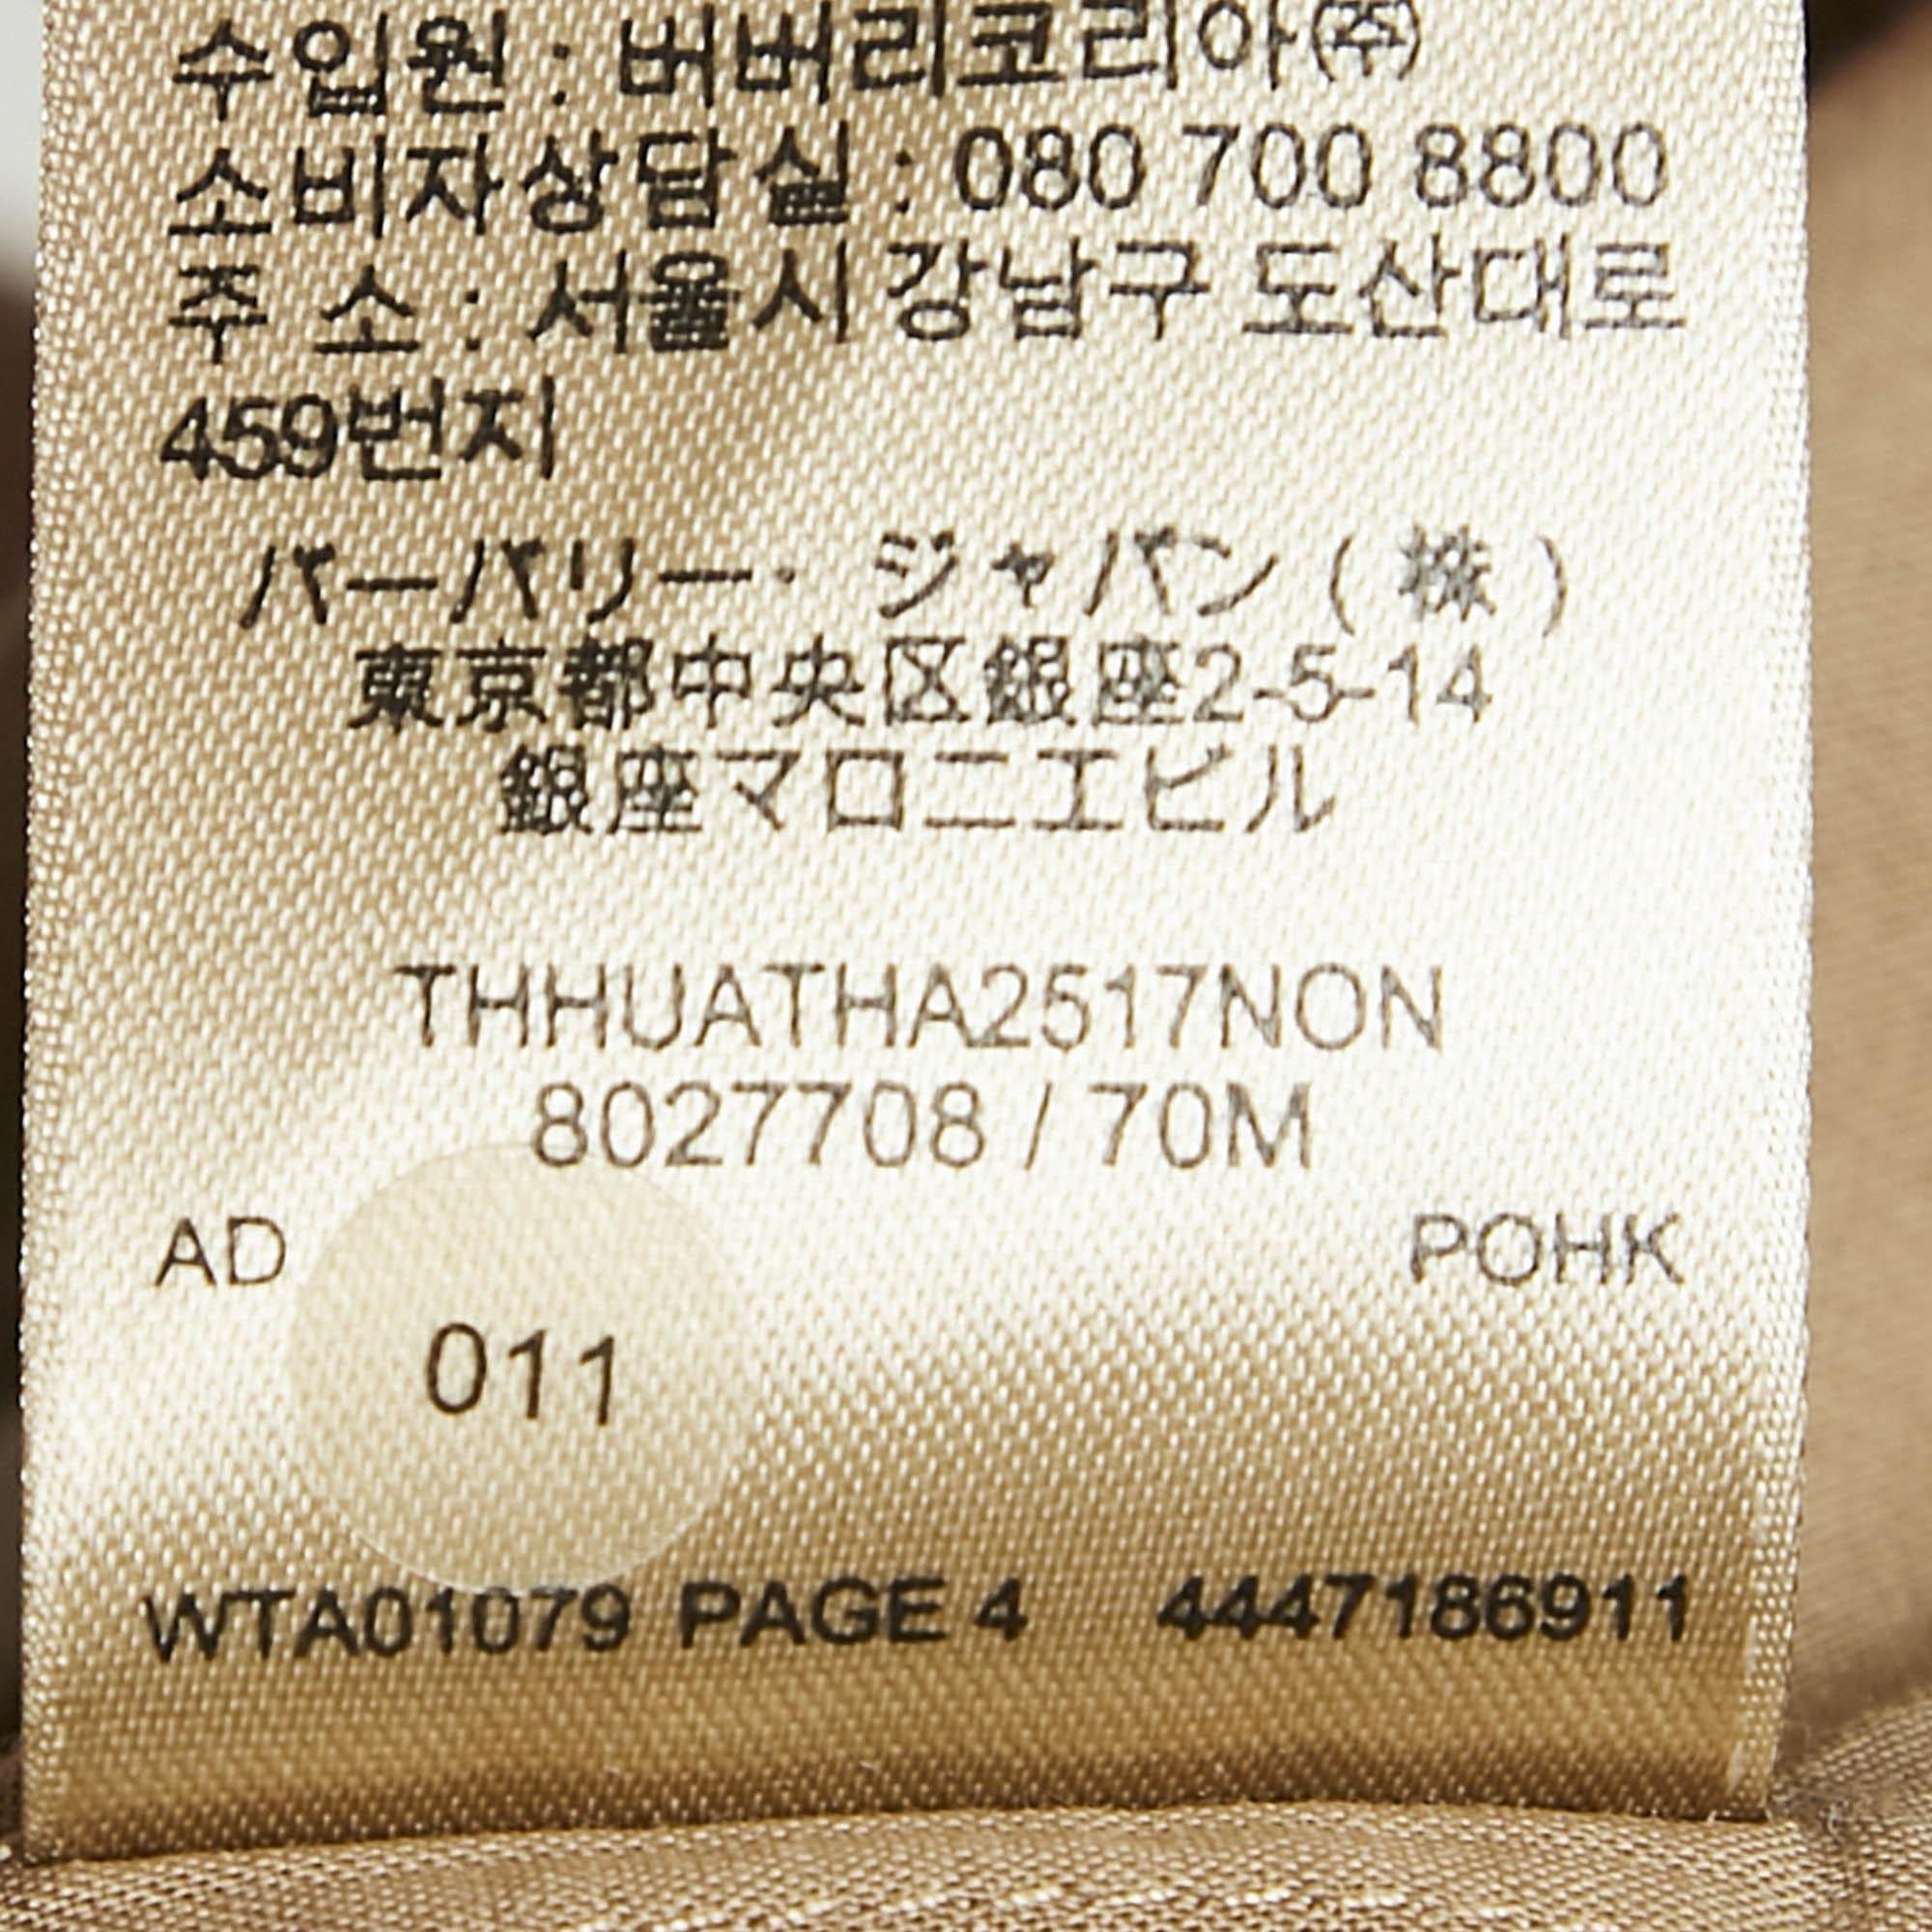 수입원 : 버버리코리아㈜
소비자상담실 : 080 700 8800
주 소 : 서울시 강남구 도산대로
459번지
バーバリー・ ジャパン ( 株 )
東京都中央区銀座2-5-14
銀座マロニエビル
THHUATHA2517NON
8027708 / 70M
AD
POHK
011
WTA01079 PAGE 4 4447186911